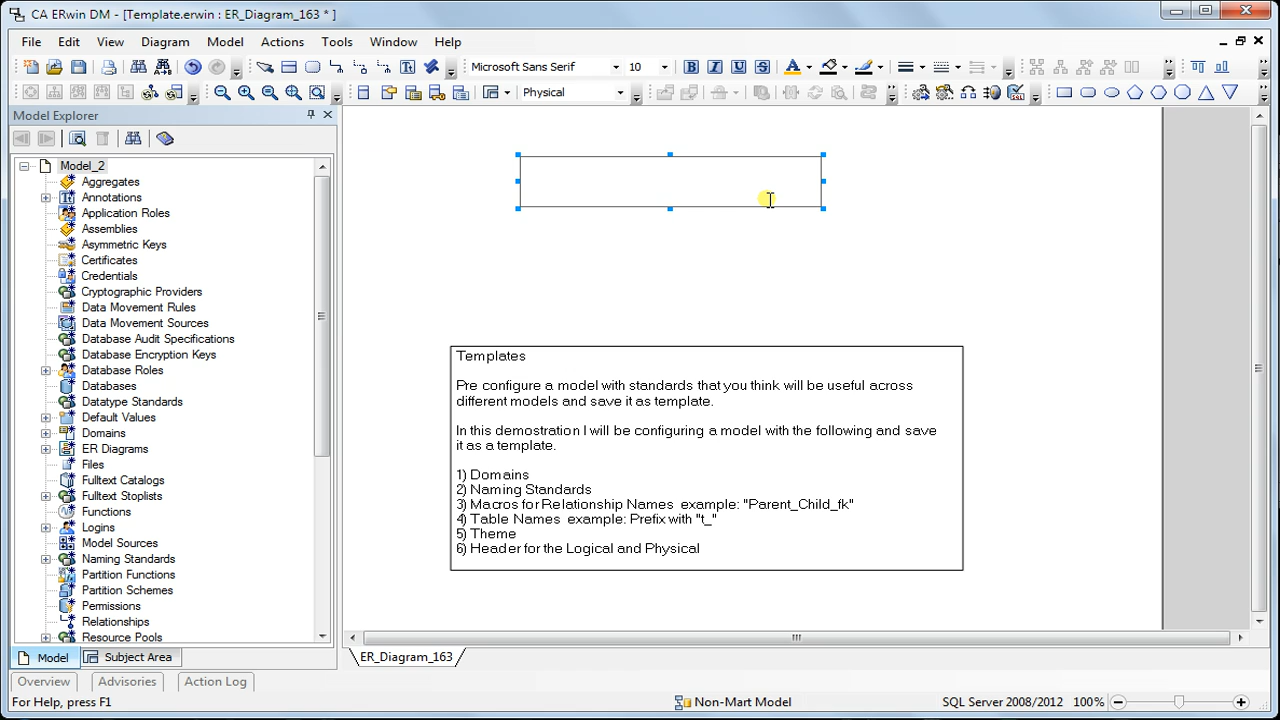 CA ERwin DM - [Template.erwin : ER_Diagram_163 * ]
File Edit View Diagram Model Actions Tools Window Help
Microsoft Sans Serif 10
Physical
Model Explorer
Model_2
Aggregates
Annotations
Application Roles
Assemblies
Asymmetric Keys
Certificates
Credentials
Cryptographic Providers
Data Movement Rules
Data Movement Sources
Database Audit Specifications
Database Encryption Keys
Database Roles
Databases
Datatype Standards
Default Values
Domains
ER Diagrams
Files
Fulltext Catalogs
Fulltext Stoplists
Functions
Logins
Model Sources
Naming Standards
Partition Functions
Partition Schemes
Permissions
Relationships
Resource Pools
Model Subject Area
Templates
Pre configure a model with standards that you think will be useful across
different models and save it as template.
In this demostration I will be configuring a model with the following and save
it as a template.
1) Domains
2) Naming Standards
3) Macros for Relationship Names example: "Parent_Child_fk"
4) Table Names example: Prefix with "t_"
5) Theme
6) Header for the Logical and Physical
ER_Diagram_163
Overview Advisories Action Log
For Help, press F1 Non-Mart Model SQL Server 2008/2012 100%